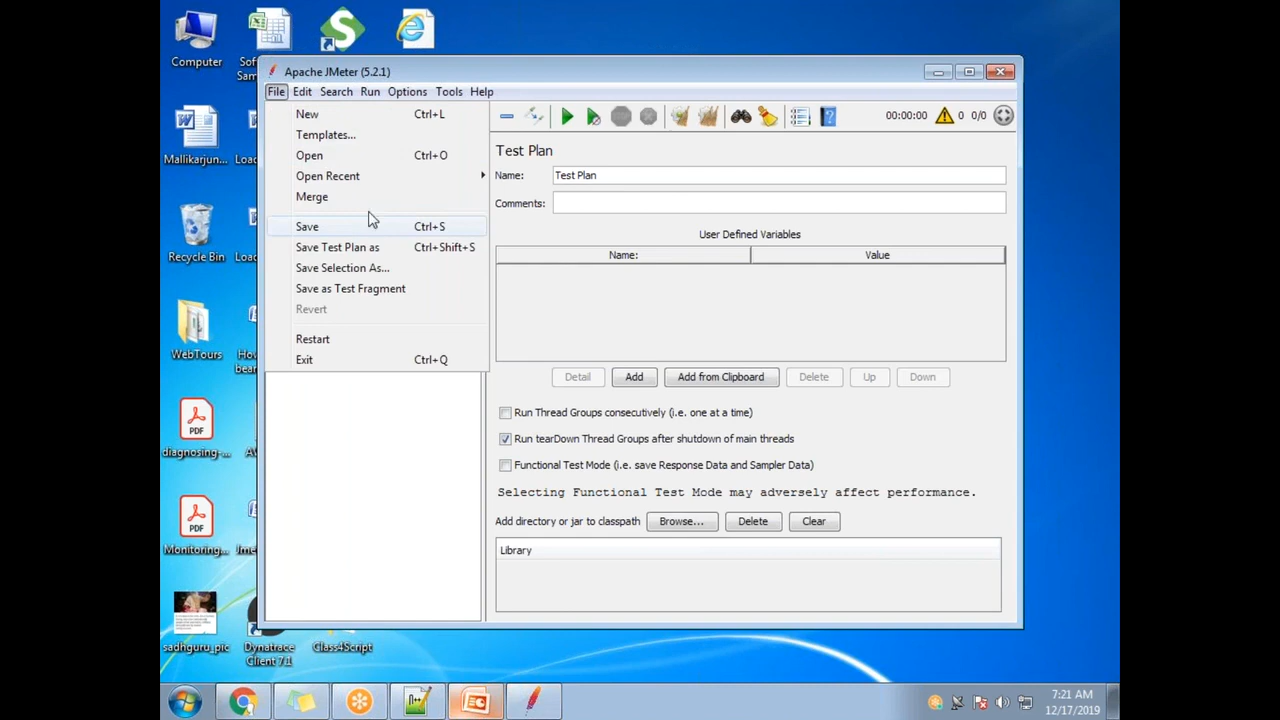 Computer
Apache JMeter (5.2.1)
File Edit Search Run Options Tools Help
New Ctrl+L
Templates...
Open Ctrl+O
Open Recent
Merge
Save Ctrl+S
Save Test Plan as Ctrl+Shift+S
Save Selection As...
Save as Test Fragment
Revert
Restart
Exit Ctrl+Q
00:00:00 0 0/0
Test Plan
Name: Test Plan
Comments:
User Defined Variables
Name: Value
Detail Add Add from Clipboard Delete Up Down
Run Thread Groups consecutively (i.e. one at a time)
Run tearDown Thread Groups after shutdown of main threads
Functional Test Mode (i.e. save Response Data and Sampler Data)
Selecting Functional Test Mode may adversely affect performance.
Add directory or jar to classpath Browse... Delete Clear
Library
Mallikarjun...
Recycle Bin
WebTours
PDF
diagnosing-...
PDF
Monitoring...
sadhguru_pic
Dynatrace
Client 7.1
Class4Script
7:21 AM
12/17/2019